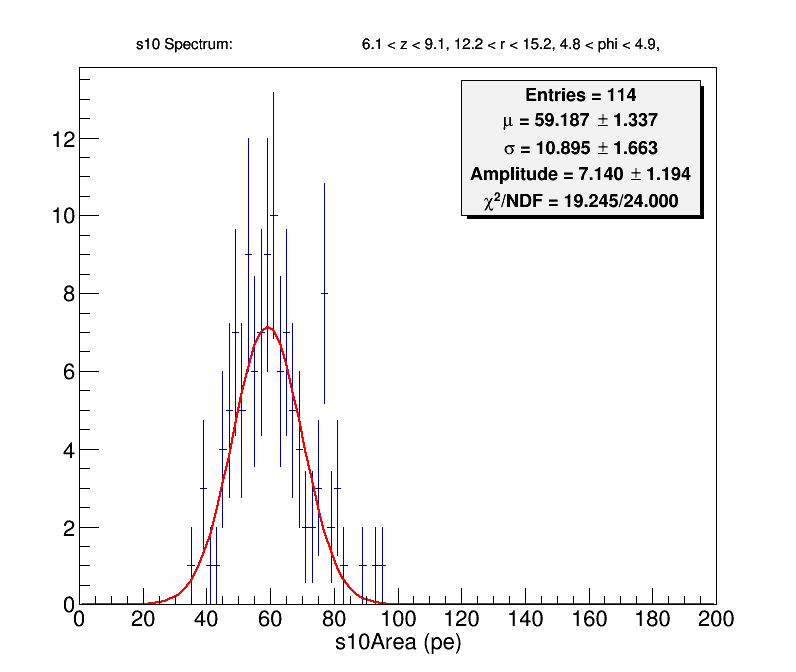 s10 Spectrum: 6.1 < z < 9.1, 12.2 < r < 15.2, 4.8 < phi < 4.9,
Entries = 114
μ = 59.187 ± 1.337
σ = 10.895 ± 1.663
Amplitude = 7.140 ± 1.194
χ²/NDF = 19.245/24.000
12
10
8
6
4
2
0
0 20 40 60 80 100 120 140 160 180 200
s10Area (pe)